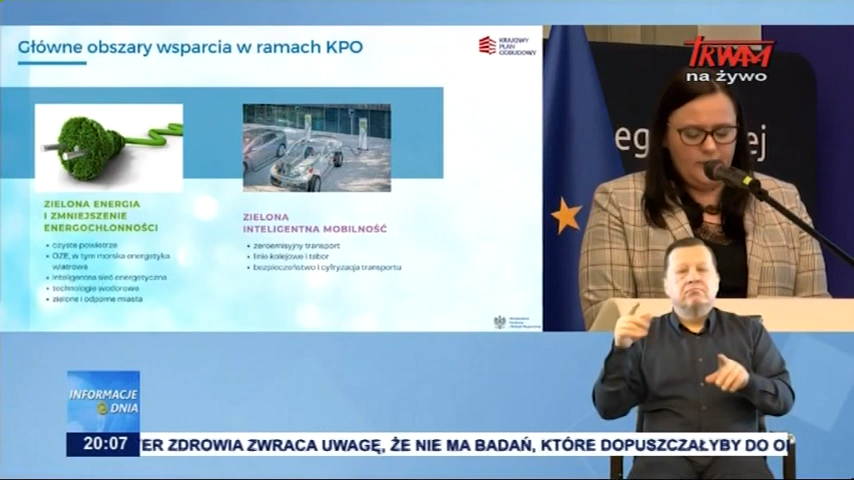 Główne obszary wsparcia w ramach KPO
KRAJOWY
PLAN
ODBUDOWY
TRWAM
na żywo
ZIELONA ENERGIA
I ZMNIEJSZENIE
ENERGOCHŁONNOŚCI
• czyste powietrze
• OZE, w tym morska energetyka
wiatrowa
• inteligentna sieć energetyczna
• technologie wodorowe
• zielone i odporne miasta
ZIELONA
INTELIGENTNA MOBILNOŚĆ
• zeroemisyjny transport
• linie kolejowe i tabor
• bezpieczeństwo i cyfryzacja transportu
INFORMACJE
DNIA
20:07
TER ZDROWIA ZWRACA UWAGĘ, ŻE NIE MA BADAŃ, KTÓRE DOPUSZCZAŁYBY DO